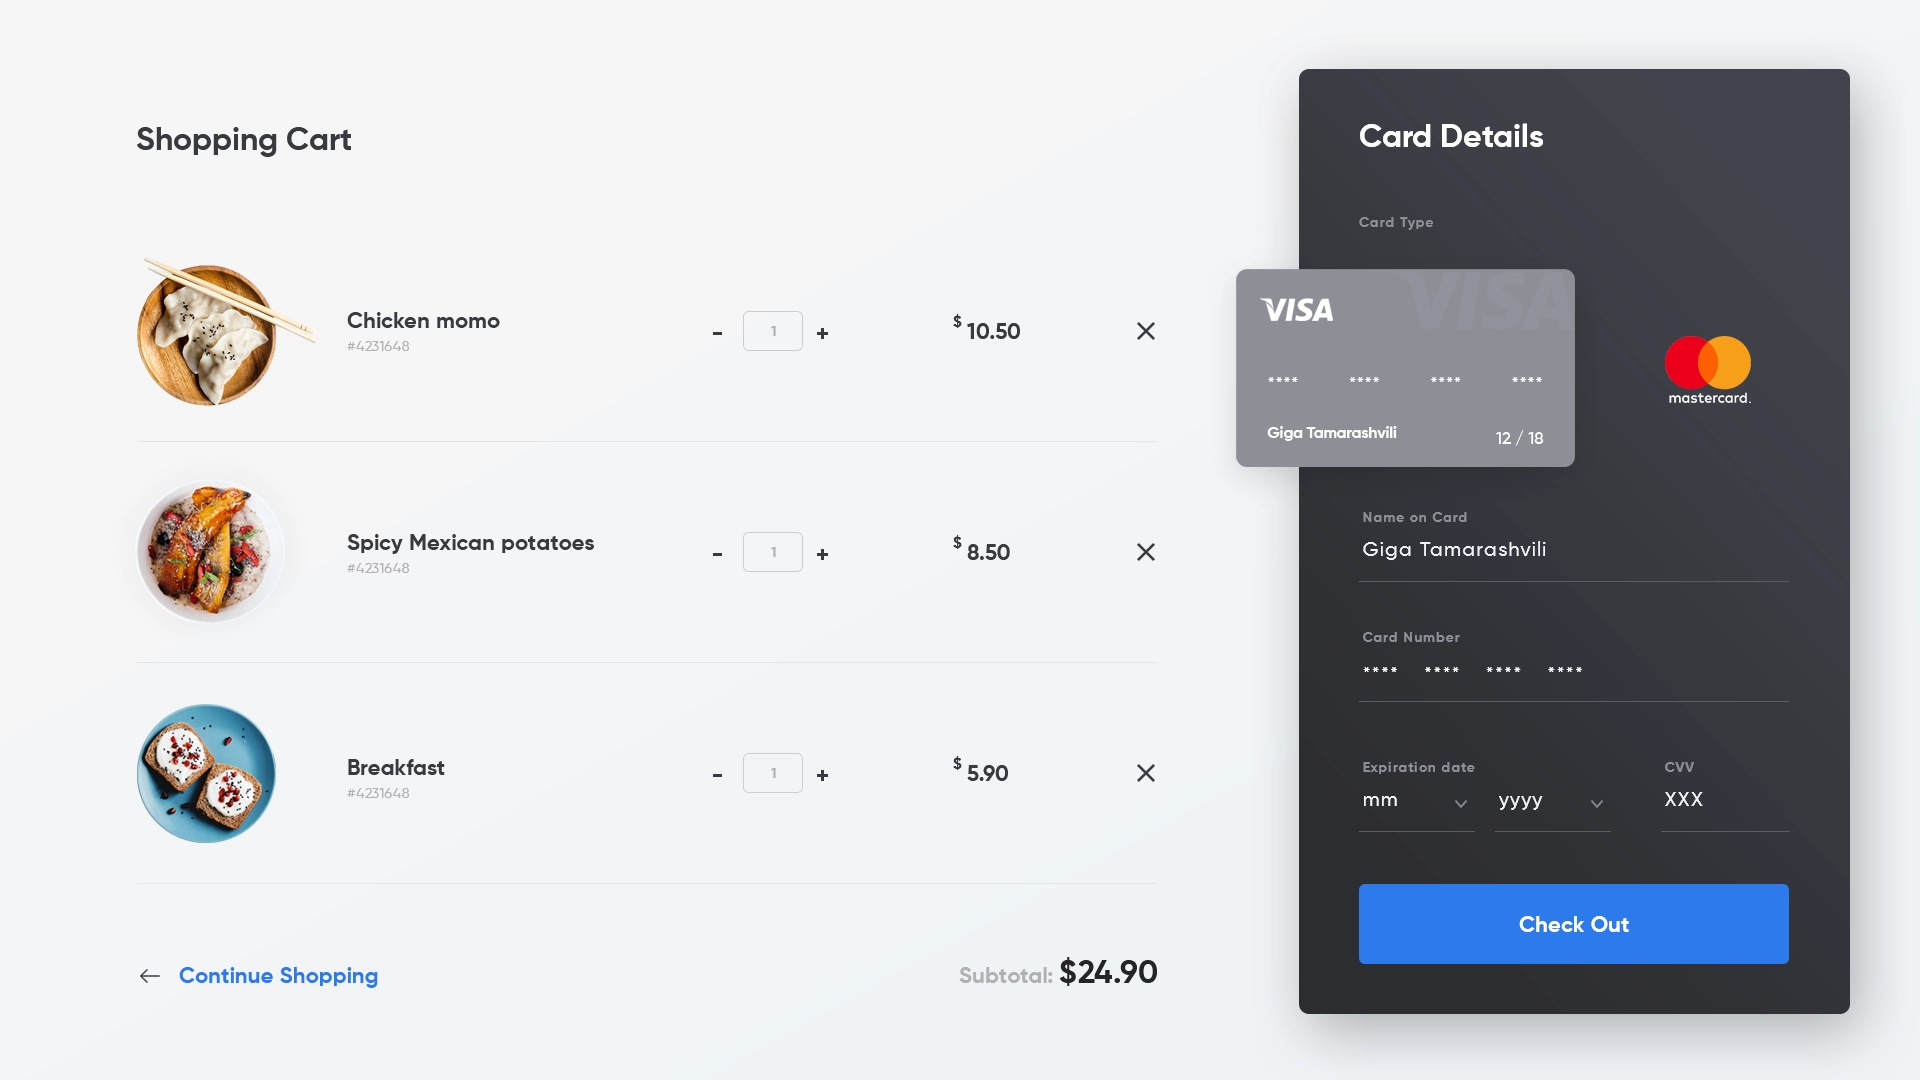 Shopping Cart
Chicken momo
#4231648
- 1 +
$ 10.50
Spicy Mexican potatoes
#4231648
- 1 +
$ 8.50
Breakfast
#4231648
- 1 +
$ 5.90
Continue Shopping
Subtotal: $24.90
Card Details
Card Type
VISA
VISA
**** **** **** ****
Giga Tamarashvili
12 / 18
mastercard.
Name on Card
Giga Tamarashvili
Card Number
**** **** **** ****
Expiration date
mm
yyyy
CVV
XXX
Check Out